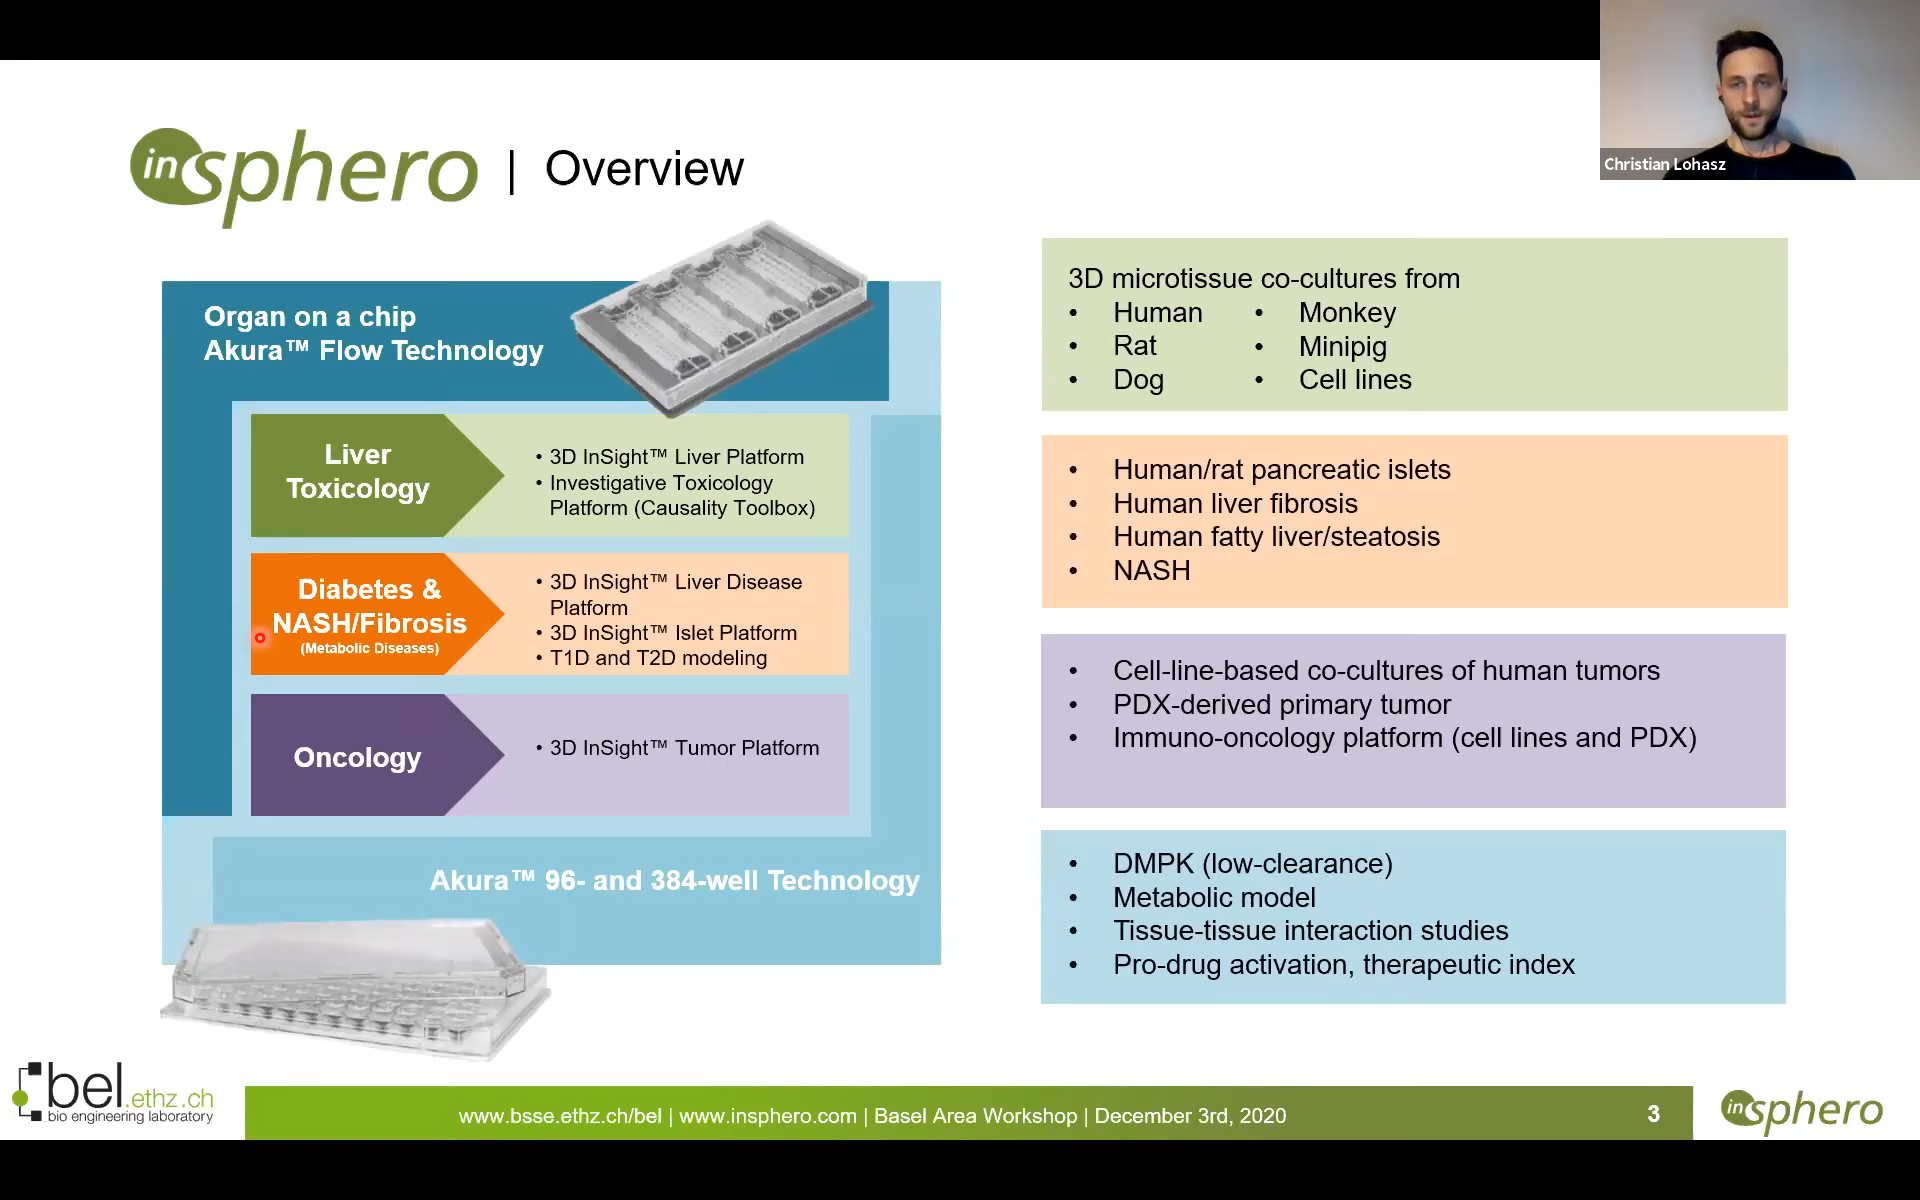 Christian Lohasz
insphero | Overview
Organ on a chip
Akura™ Flow Technology
Liver
Toxicology
• 3D InSight™ Liver Platform
• Investigative Toxicology
Platform (Causality Toolbox)
Diabetes &
NASH/Fibrosis
(Metabolic Diseases)
• 3D InSight™ Liver Disease
Platform
• 3D InSight™ Islet Platform
• T1D and T2D modeling
Oncology
• 3D InSight™ Tumor Platform
Akura™ 96- and 384-well Technology
3D microtissue co-cultures from
• Human • Monkey
• Rat • Minipig
• Dog • Cell lines
• Human/rat pancreatic islets
• Human liver fibrosis
• Human fatty liver/steatosis
• NASH
• Cell-line-based co-cultures of human tumors
• PDX-derived primary tumor
• Immuno-oncology platform (cell lines and PDX)
• DMPK (low-clearance)
• Metabolic model
• Tissue-tissue interaction studies
• Pro-drug activation, therapeutic index
bel.ethz.ch
bio engineering laboratory
www.bsse.ethz.ch/bel | www.insphero.com | Basel Area Workshop | December 3rd, 2020
3
insphero